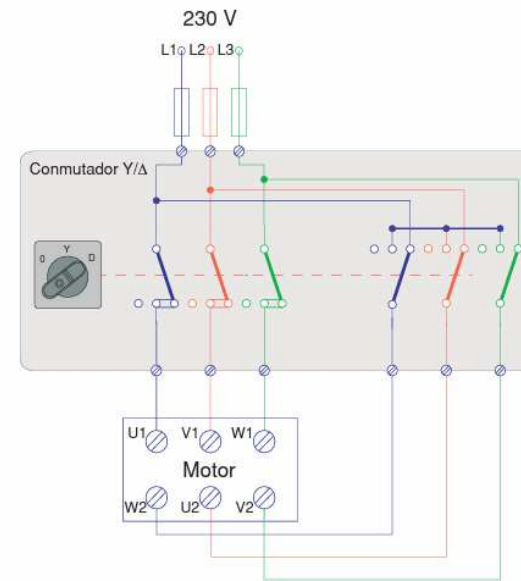 230 V
L1 L2 L3
Conmutador Y/Δ
Y
0 D
U1 V1 W1
Motor
W2 U2 V2